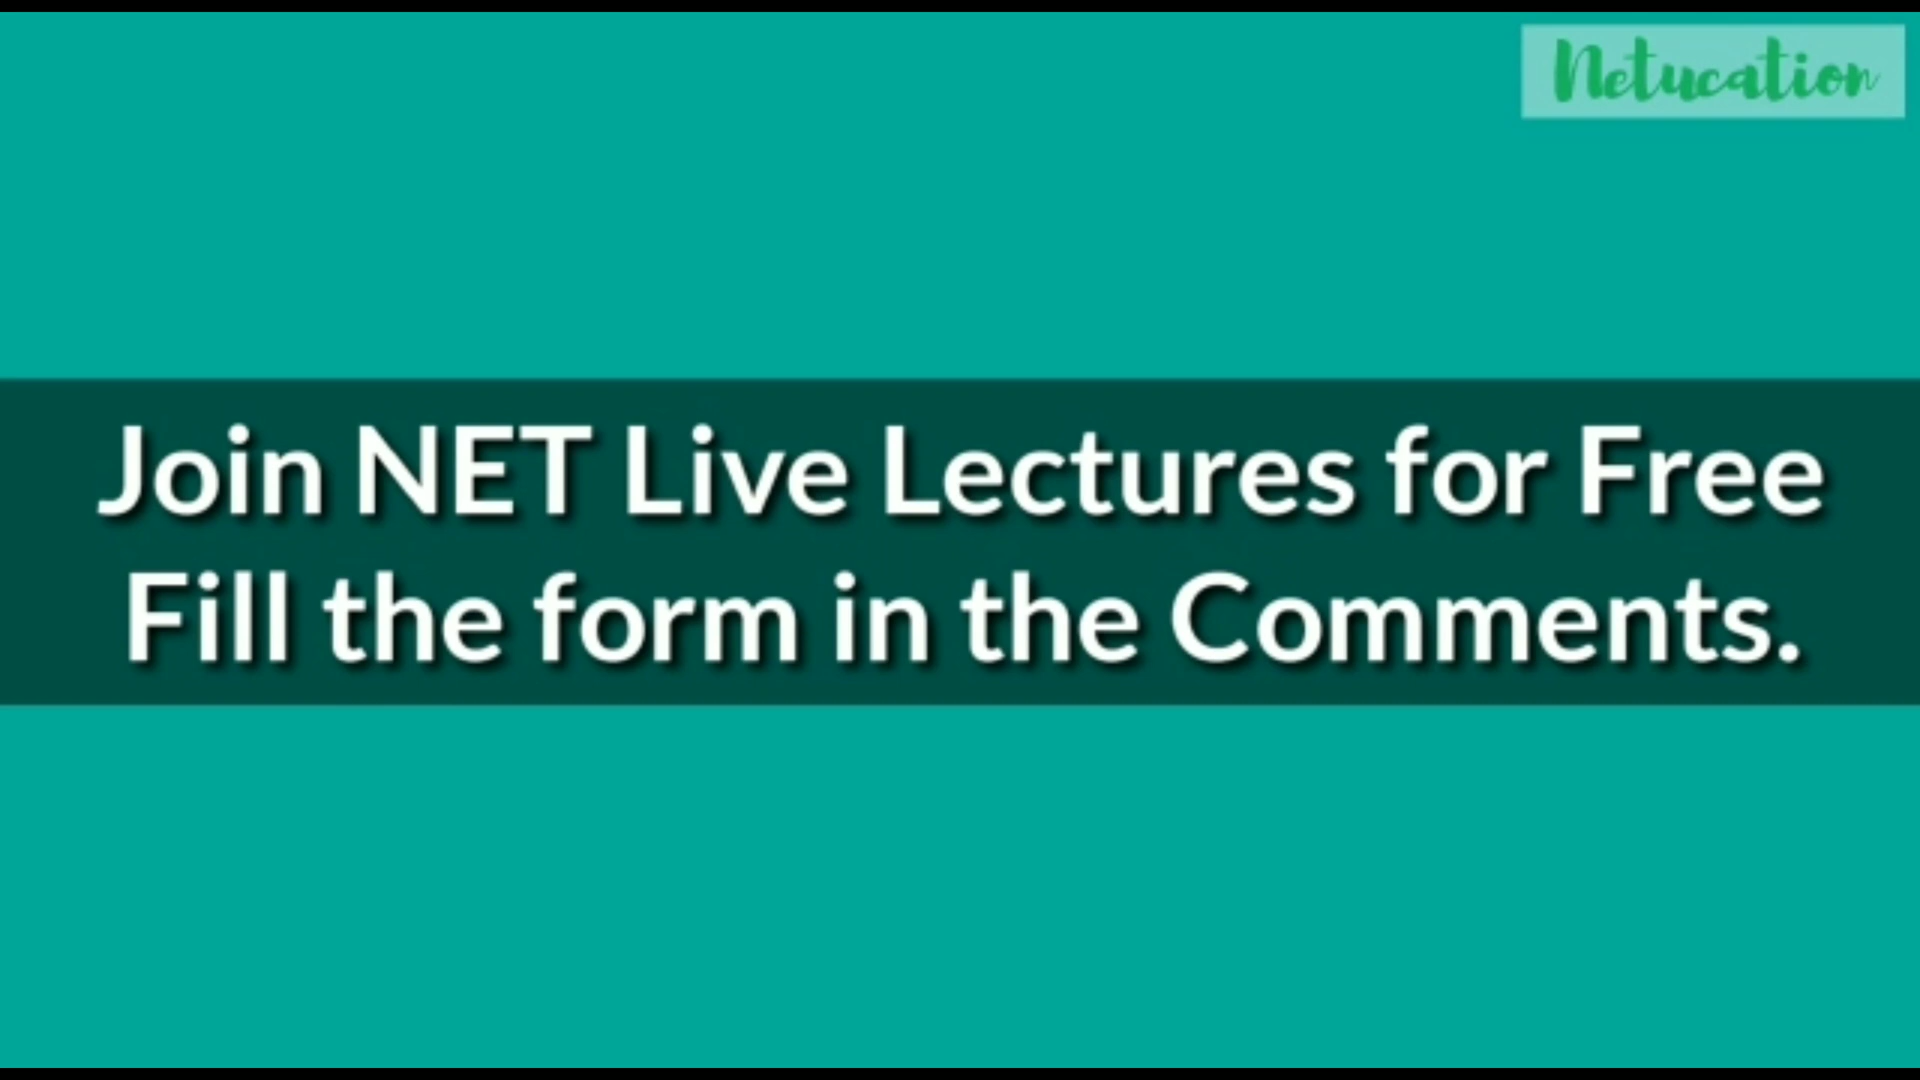 Netucation
Join NET Live Lectures for Free
Fill the form in the Comments.